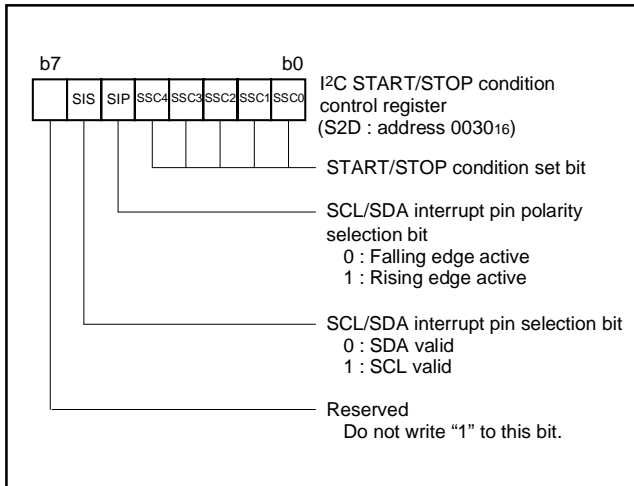 b7 b0
SIS SIP SSC4 SSC3 SSC2 SSC1 SSC0
I2C START/STOP condition
control register
(S2D : address 003016)
START/STOP condition set bit
SCL/SDA interrupt pin polarity
selection bit
0 : Falling edge active
1 : Rising edge active
SCL/SDA interrupt pin selection bit
0 : SDA valid
1 : SCL valid
Reserved
Do not write “1” to this bit.